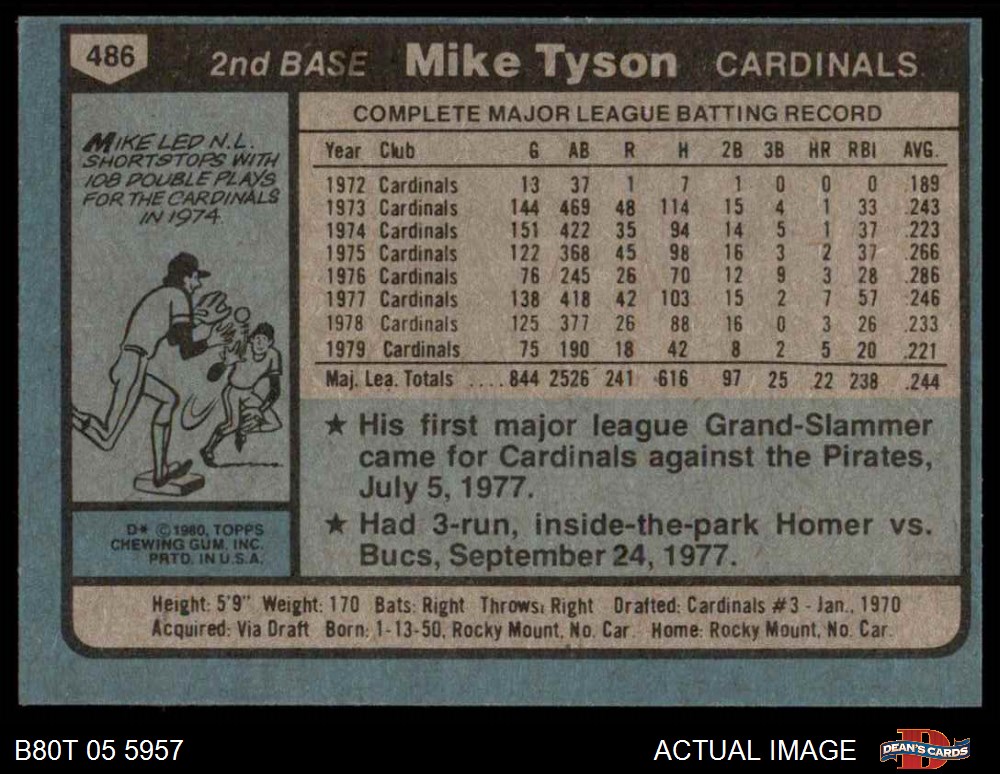 486 2nd BASE Mike Tyson CARDINALS
MIKE LED N.L.
SHORTSTOPS WITH
108 DOUBLE PLAYS
FOR THE CARDINALS
IN 1974.
D* © 1980, TOPPS
CHEWING GUM, INC.
PRTD. IN U.S.A.
COMPLETE MAJOR LEAGUE BATTING RECORD
Year Club G AB R H 2B 3B HR RBI AVG.
1972 Cardinals 13 37 1 7 1 0 0 0 .189
1973 Cardinals 144 469 48 114 15 4 1 33 .243
1974 Cardinals 151 422 35 94 14 5 1 37 .223
1975 Cardinals 122 368 45 98 16 3 2 37 .266
1976 Cardinals 76 245 26 70 12 9 3 28 .286
1977 Cardinals 138 418 42 103 15 2 7 57 .246
1978 Cardinals 125 377 26 88 16 0 3 26 .233
1979 Cardinals 75 190 18 42 8 2 5 20 .221
Maj. Lea. Totals ....844 2526 241 616 97 25 22 238 .244
★ His first major league Grand-Slammer
came for Cardinals against the Pirates,
July 5, 1977.
★ Had 3-run, inside-the-park Homer vs.
Bucs, September 24, 1977.
Height: 5'9" Weight: 170 Bats: Right Throws: Right Drafted: Cardinals #3 - Jan., 1970
Acquired: Via Draft Born: 1-13-50, Rocky Mount, No. Car. Home: Rocky Mount, No. Car.
B80T 05 5957 ACTUAL IMAGE DEAN'S CARDS